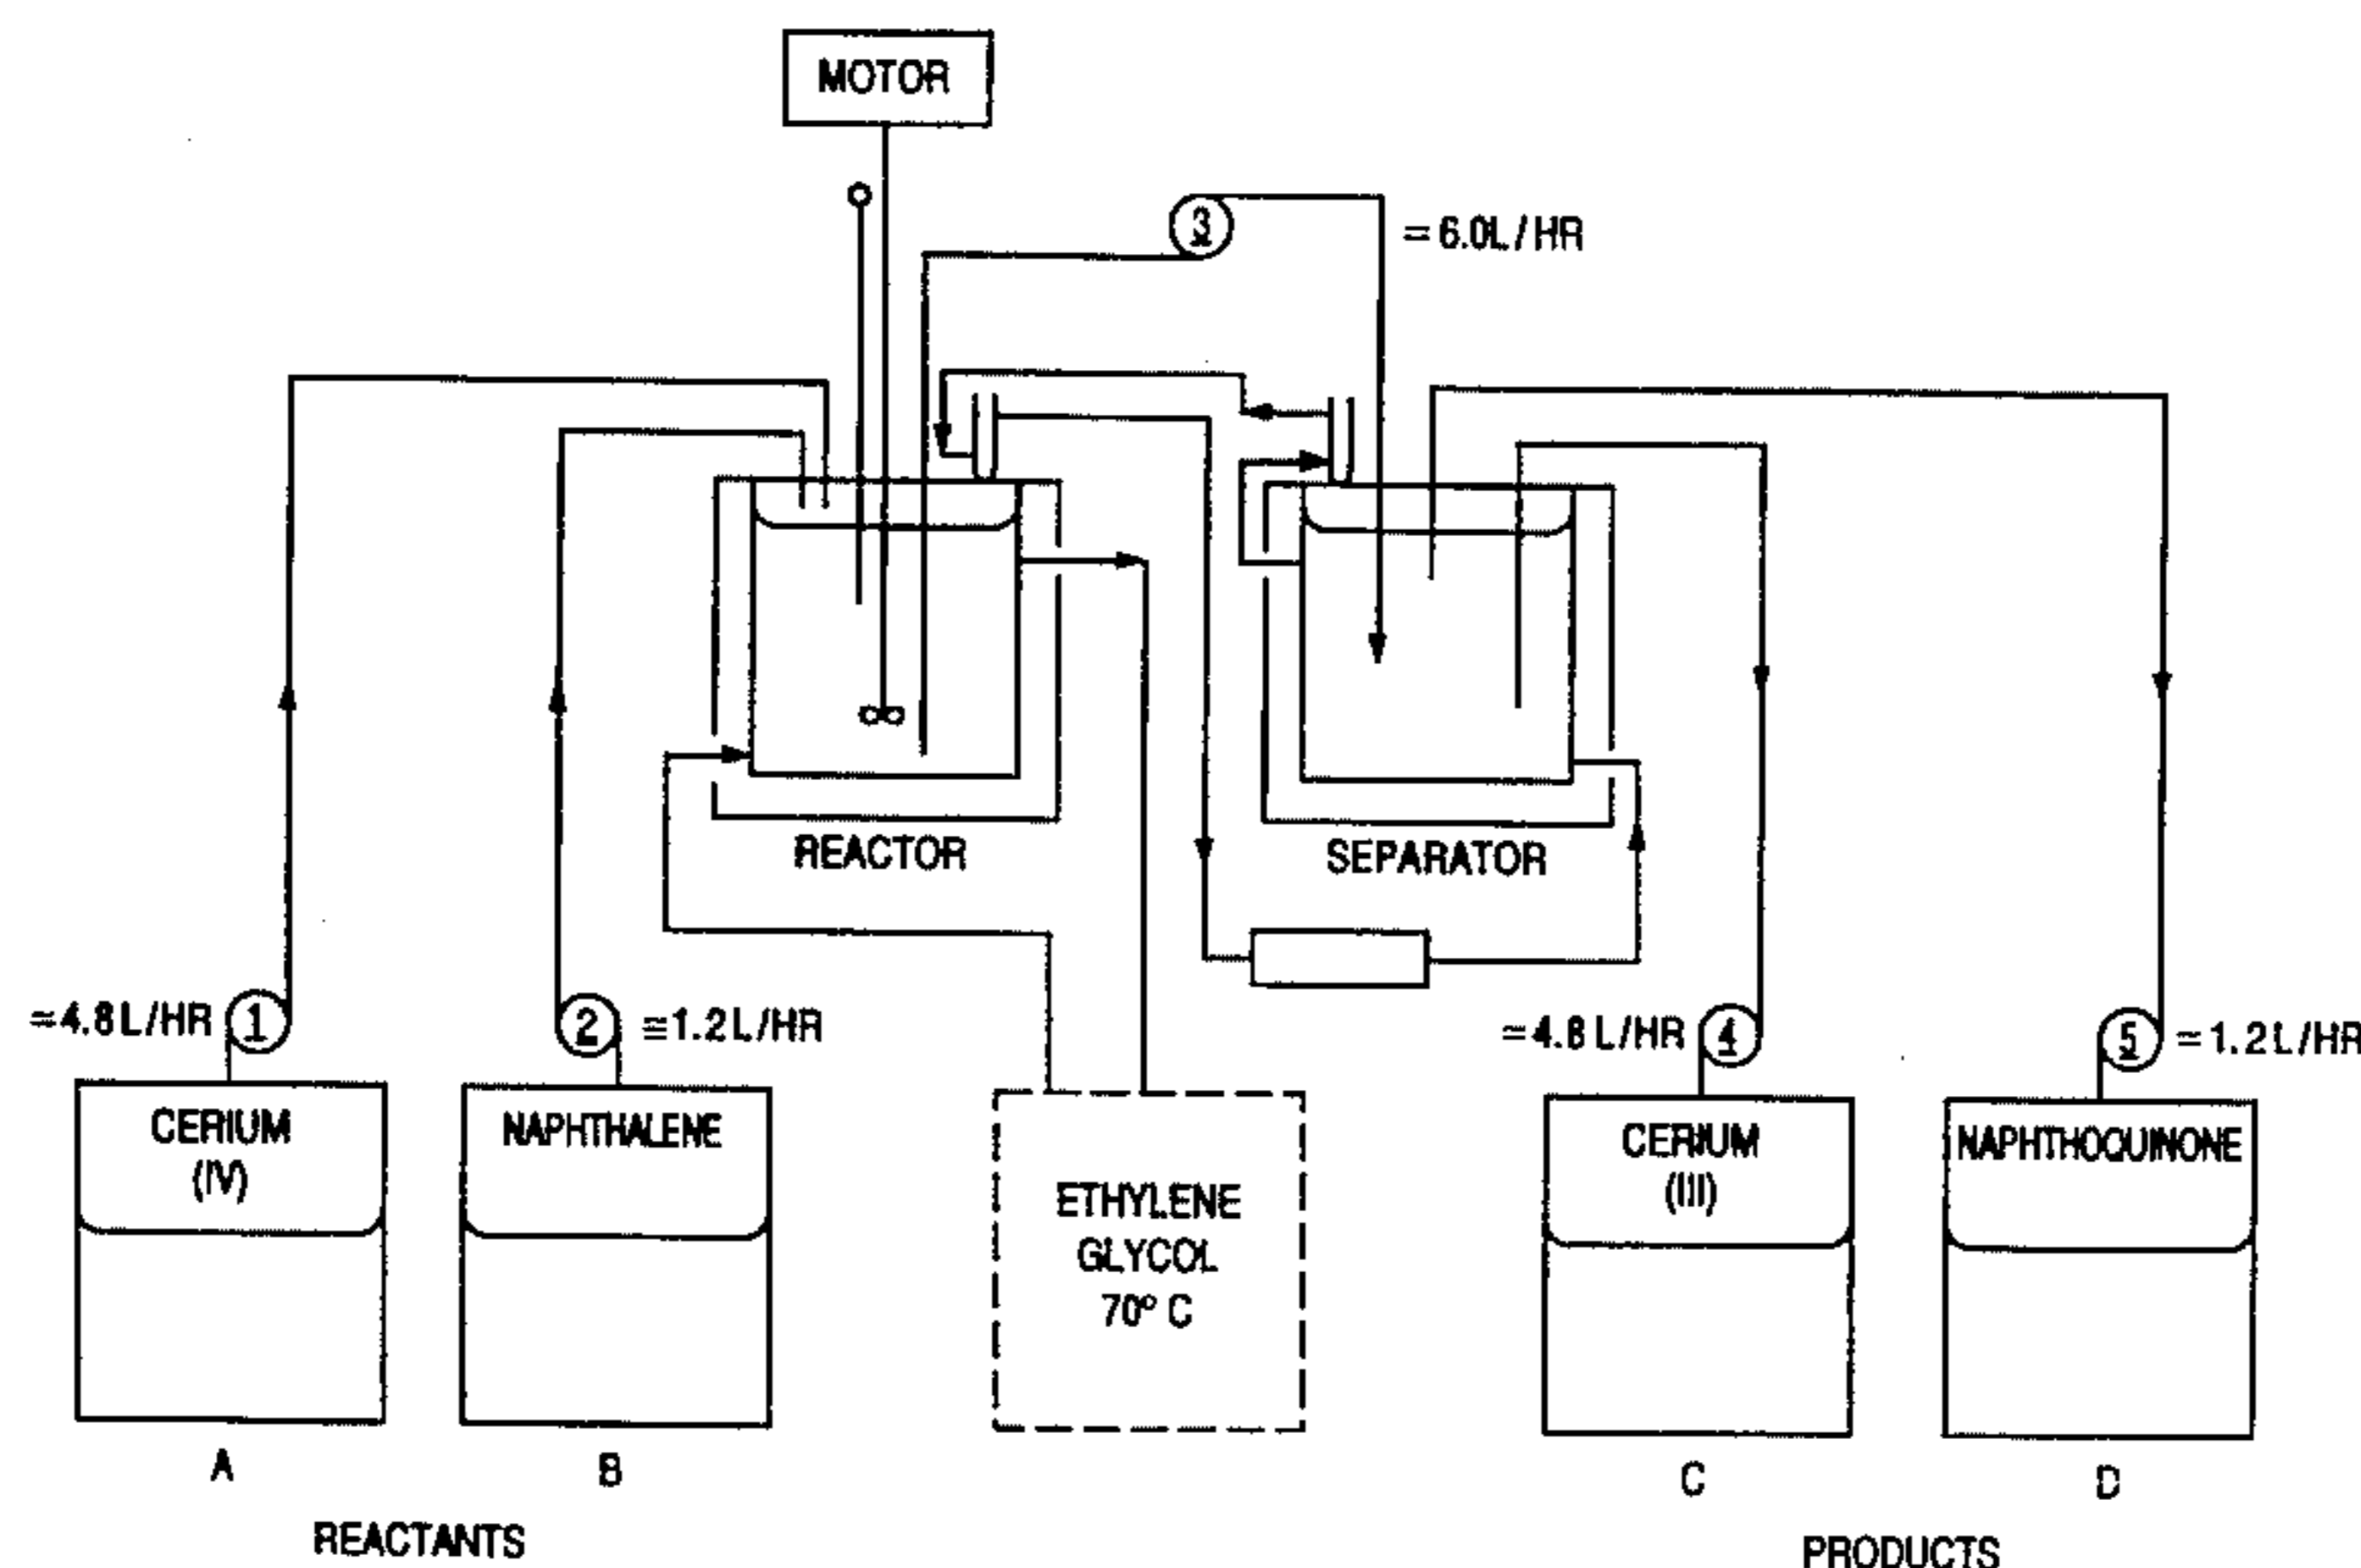 MOTOR
3
=6.0L/HR
REACTOR
SEPARATOR
=4.8L/HR
1
2
≅1.2L/HR
=4.8L/HR
4
5
=1.2L/HR
CERIUM
(IV)
NAPHTHALENE
ETHYLENE
GLYCOL
70° C
CERIUM
(III)
NAPHTHOQUINONE
A
B
C
D
REACTANTS
PRODUCTS